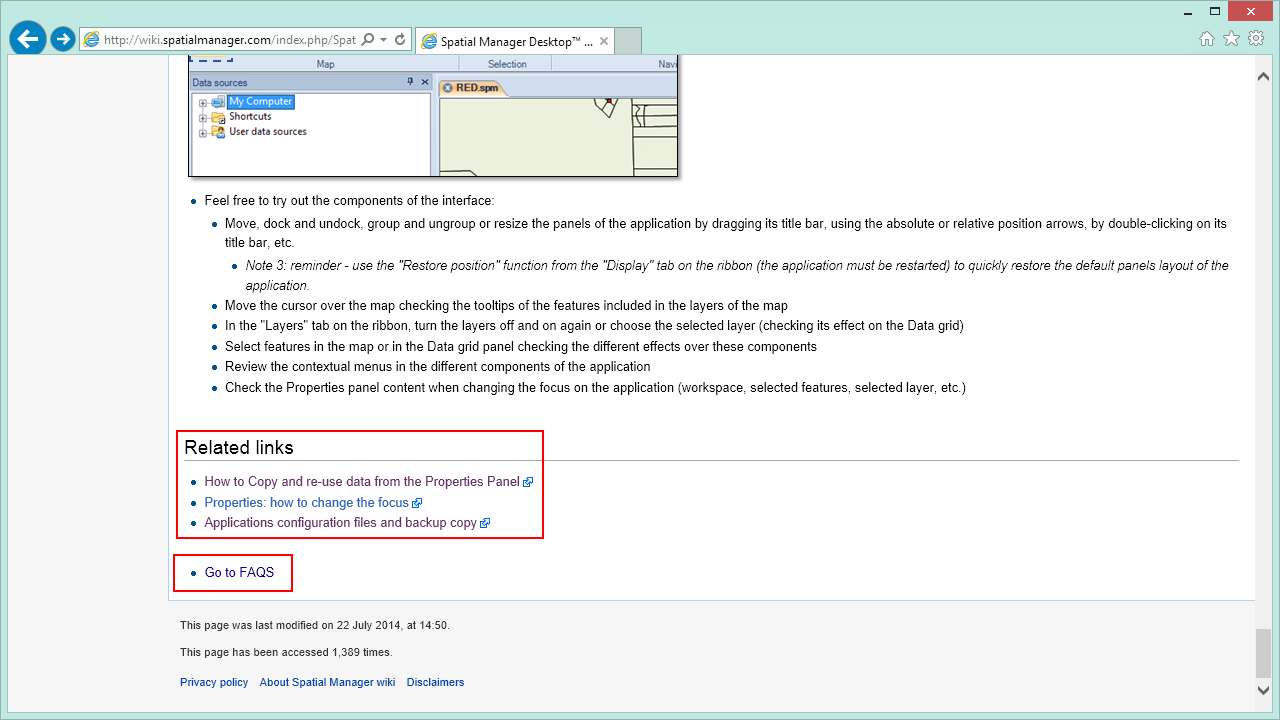 http://wiki.spatialmanager.com/index.php/Spat
Spatial Manager Desktop™ ...
Map
Selection
Navi
Data sources
RED.spm
My Computer
Shortcuts
User data sources
Feel free to try out the components of the interface:
Move, dock and undock, group and ungroup or resize the panels of the application by dragging its title bar, using the absolute or relative position arrows, by double-clicking on its
title bar, etc.
Note 3: reminder - use the "Restore position" function from the "Display" tab on the ribbon (the application must be restarted) to quickly restore the default panels layout of the
application.
Move the cursor over the map checking the tooltips of the features included in the layers of the map
In the "Layers" tab on the ribbon, turn the layers off and on again or choose the selected layer (checking its effect on the Data grid)
Select features in the map or in the Data grid panel checking the different effects over these components
Review the contextual menus in the different components of the application
Check the Properties panel content when changing the focus on the application (workspace, selected features, selected layer, etc.)
Related links
How to Copy and re-use data from the Properties Panel
Properties: how to change the focus
Applications configuration files and backup copy
Go to FAQS
This page was last modified on 22 July 2014, at 14:50.
This page has been accessed 1,389 times.
Privacy policy About Spatial Manager wiki Disclaimers